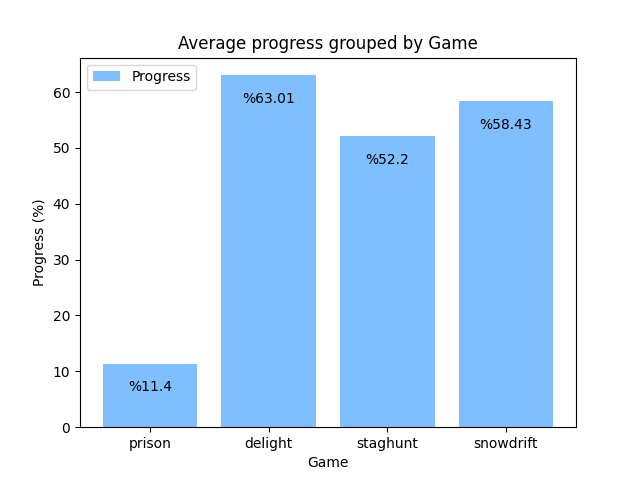 Average progress grouped by Game
Progress
60
50
40
30
20
10
0
Progress (%)
%11.4
%63.01
%52.2
%58.43
prison
delight
staghunt
snowdrift
Game